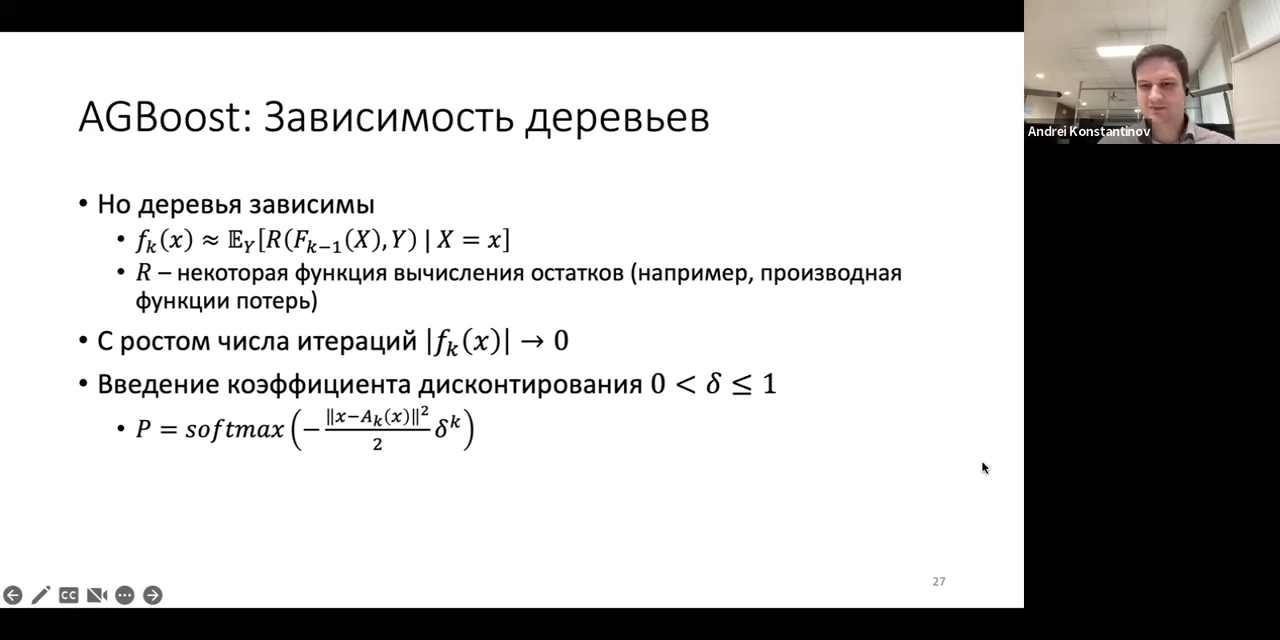 AGBoost: Зависимость деревьев
• Но деревья зависимы
• f_k(x) ≈ 𝔼_Y[R(F_{k−1}(X), Y) | X = x]
• R – некоторая функция вычисления остатков (например, производная
функции потерь)
• С ростом числа итераций |f_k(x)| → 0
• Введение коэффициента дисконтирования 0 < δ ≤ 1
• P = softmax(−‖x−A_k(x)‖²/2 δ^k)
27
CC
Andrei Konstantinov